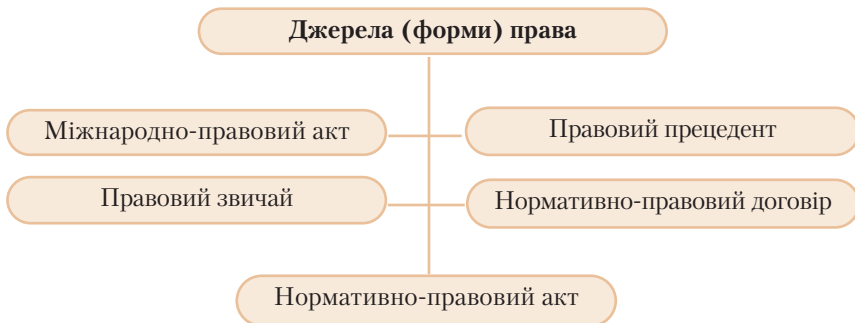 Джерела (форми) права
Міжнародно-правовий акт
Правовий прецедент
Правовий звичай
Нормативно-правовий договір
Нормативно-правовий акт